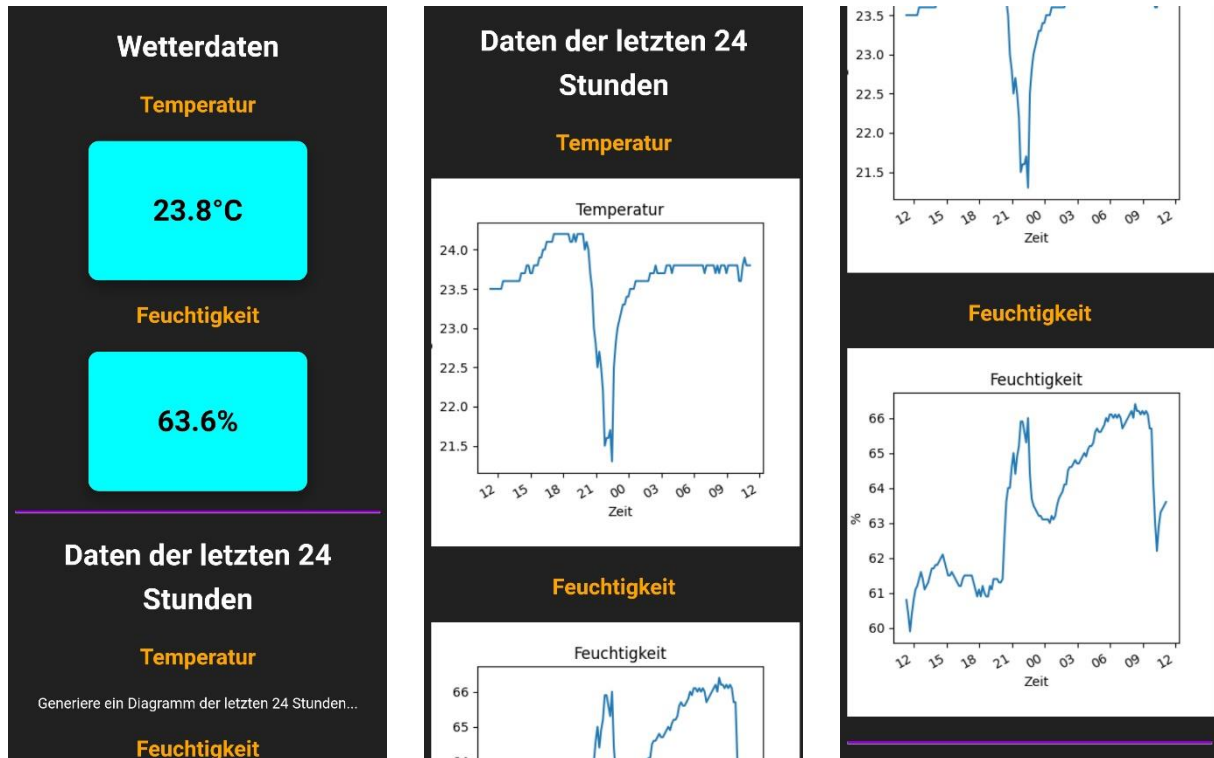 Wetterdaten
Temperatur
23.8°C
Feuchtigkeit
63.6%
Daten der letzten 24
Stunden
Temperatur
Generiere ein Diagramm der letzten 24 Stunden...
Feuchtigkeit
Daten der letzten 24
Stunden
Temperatur
Temperatur
24.0
23.5
23.0
22.5
22.0
21.5
12 15 18 21 00 03 06 09 12
Zeit
Feuchtigkeit
Feuchtigkeit
66
65
23.5
23.0
22.5
22.0
21.5
12 15 18 21 00 03 06 09 12
Zeit
Feuchtigkeit
Feuchtigkeit
%
66
65
64
63
62
61
60
12 15 18 21 00 03 06 09 12
Zeit